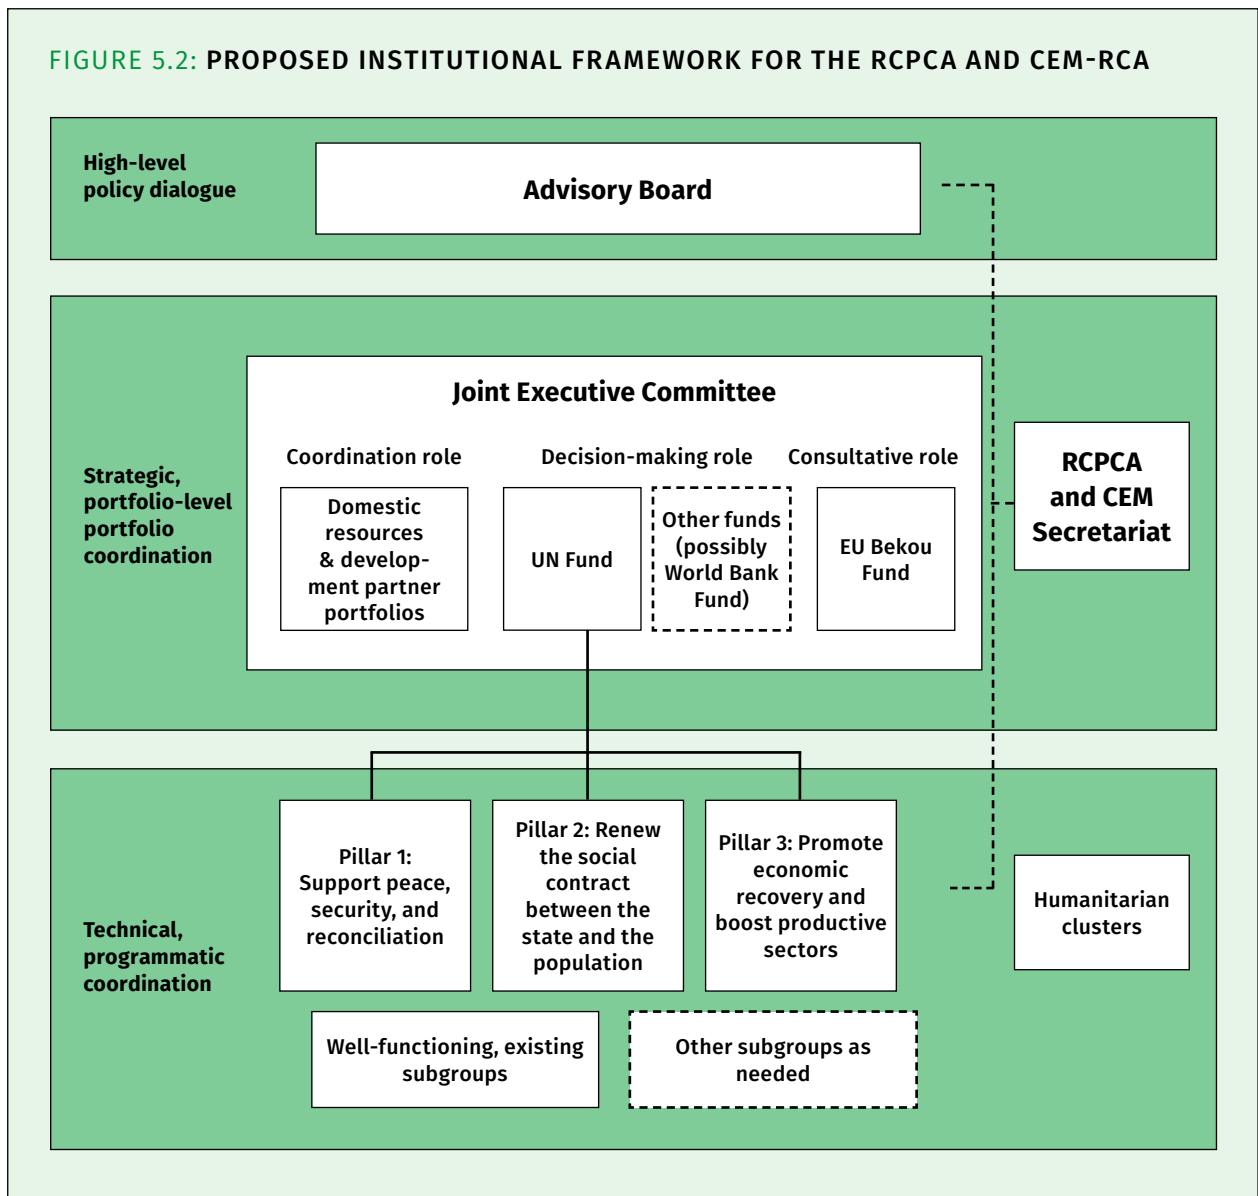 FIGURE 5.2: PROPOSED INSTITUTIONAL FRAMEWORK FOR THE RCPCA AND CEM-RCA
High-level
policy dialogue
Advisory Board
Strategic,
portfolio-level
portfolio
coordination
Joint Executive Committee
Coordination role
Domestic
resources
& develop-
ment partner
portfolios
Decision-making role
UN Fund
Other funds
(possibly
World Bank
Fund)
Consultative role
EU Bekou
Fund
RCPCA
and CEM
Secretariat
Technical,
programmatic
coordination
Pillar 1:
Support peace,
security, and
reconciliation
Pillar 2: Renew
the social
contract
between the
state and the
population
Pillar 3: Promote
economic
recovery and
boost productive
sectors
Humanitarian
clusters
Well-functioning, existing
subgroups
Other subgroups as
needed